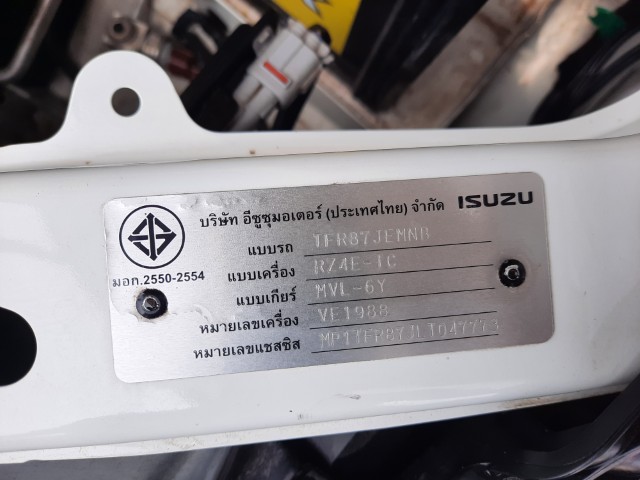 บริษัท อีซูซุมอเตอร์ (ประเทศไทย) จำกัด ISUZU
มอก.2550-2554
แบบรถ TFR87JEMNB
แบบเครื่อง RZ4E-TC
แบบเกียร์ MVL-6Y
หมายเลขเครื่อง VE1988
หมายเลขแชสซิส MP1TFR87JLT047773